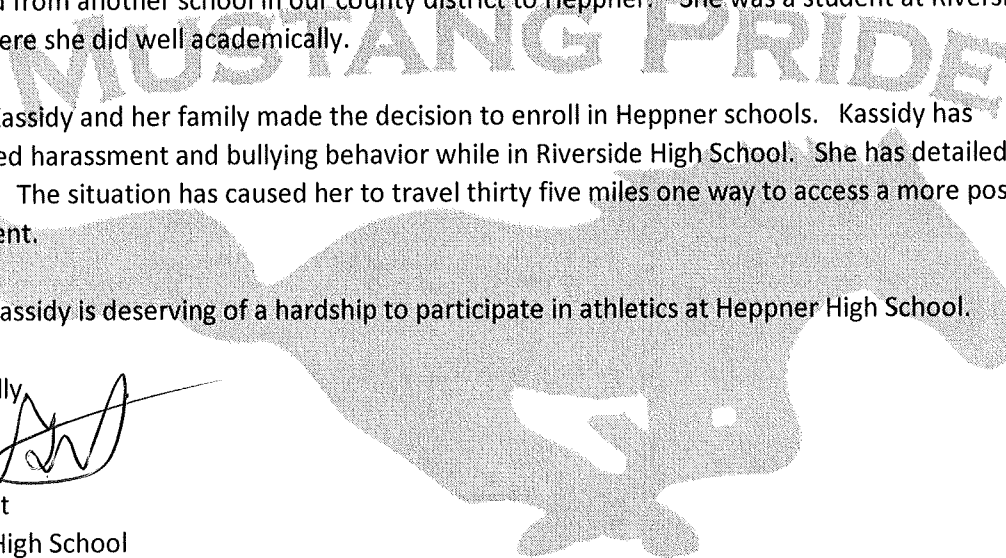 from another school in our county district to Heppner. She was a student at Riversi
ere she did well academically.
MUSTANG PRIDE
assidy and her family made the decision to enroll in Heppner schools. Kassidy has
ed harassment and bullying behavior while in Riverside High School. She has detailed
The situation has caused her to travel thirty five miles one way to access a more pos
ent.
assidy is deserving of a hardship to participate in athletics at Heppner High School.
lly,
t
High School